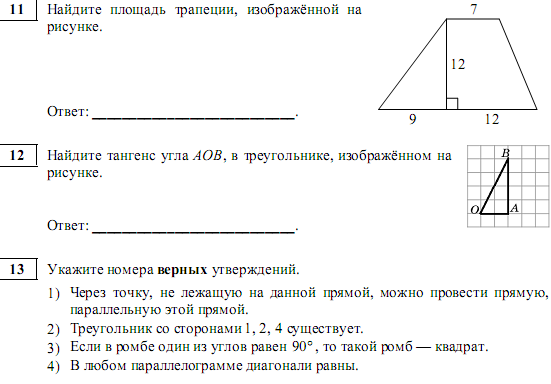 11 Найдите площадь трапеции, изображённой на
рисунке.
7
12
9 12
Ответ: ___________________________.
12 Найдите тангенс угла AOB, в треугольнике, изображённом на
рисунке.
B
O A
Ответ: ___________________________.
13 Укажите номера верных утверждений.
1) Через точку, не лежащую на данной прямой, можно провести прямую,
параллельную этой прямой.
2) Треугольник со сторонами 1, 2, 4 существует.
3) Если в ромбе один из углов равен 90°, то такой ромб — квадрат.
4) В любом параллелограмме диагонали равны.